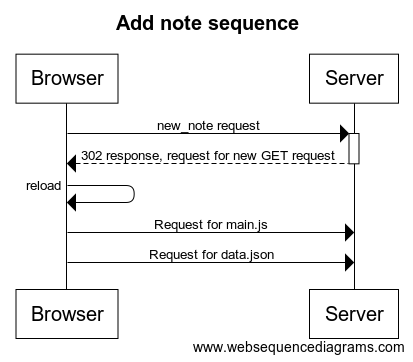 Add note sequence
Browser
Server
new_note request
302 response, request for new GET request
reload
Request for main.js
Request for data.json
Browser
Server
www.websequencediagrams.com